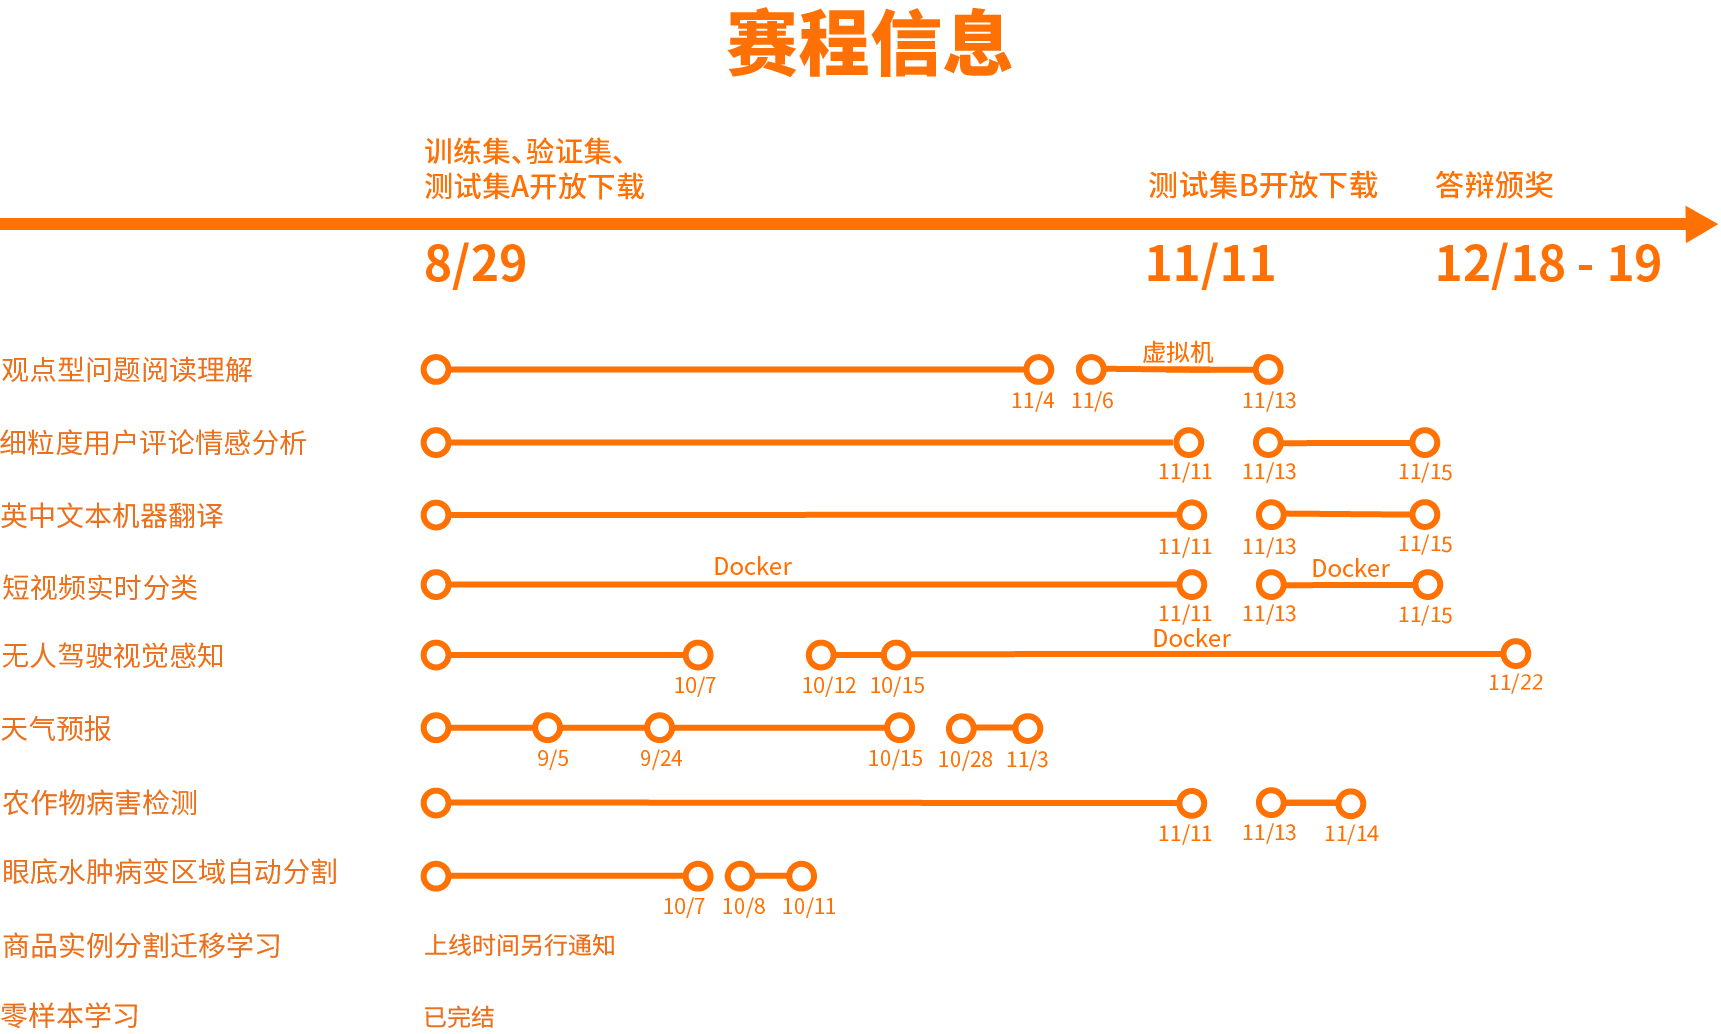 赛程信息
训练集、验证集、
测试集A开放下载
测试集B开放下载
答辩颁奖
8/29
11/11
12/18 - 19
观点型问题阅读理解
虚拟机
11/4
11/6
11/13
细粒度用户评论情感分析
11/11
11/13
11/15
英中文本机器翻译
11/11
11/13
11/15
短视频实时分类
Docker
Docker
11/11
11/13
11/15
无人驾驶视觉感知
Docker
10/7
10/12
10/15
11/22
天气预报
9/5
9/24
10/15
10/28
11/3
农作物病害检测
11/11
11/13
11/14
眼底水肿病变区域自动分割
10/7
10/8
10/11
商品实例分割迁移学习
上线时间另行通知
零样本学习
已完结